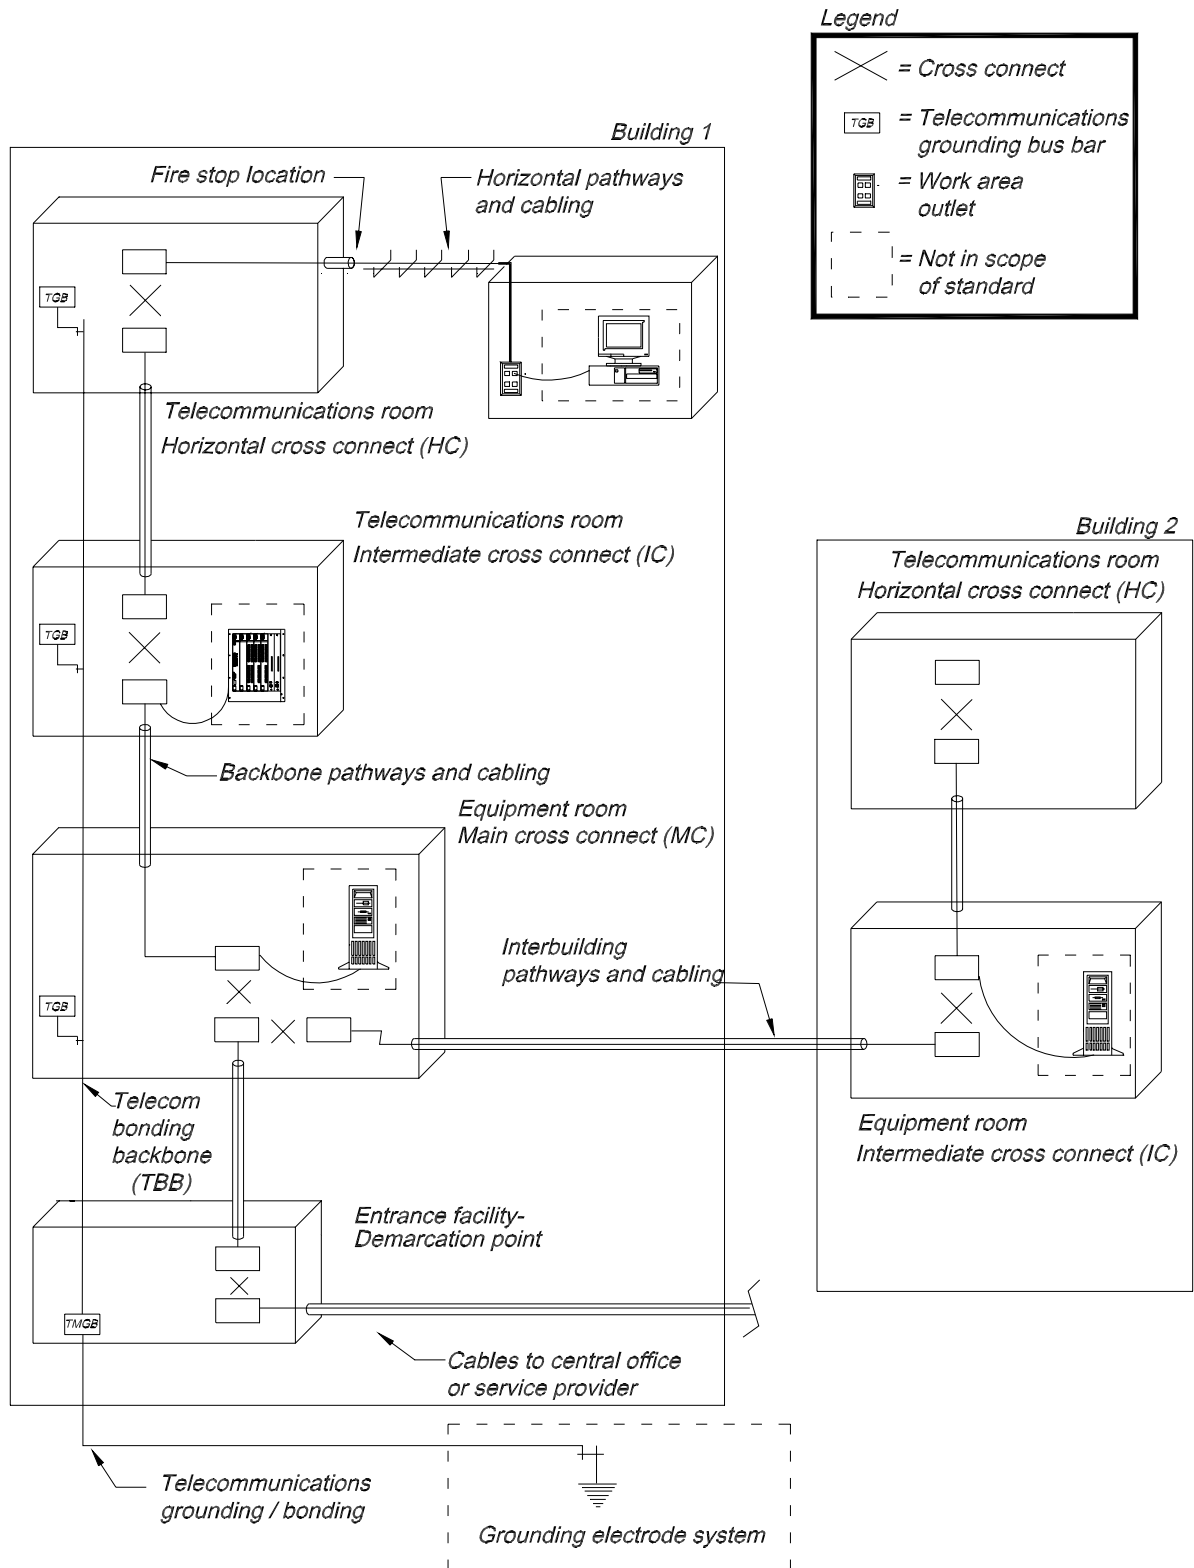 Legend
= Cross connect
TGB
= Telecommunications
grounding bus bar
= Work area
outlet
= Not in scope
of standard
Building 1
Fire stop location
Horizontal pathways
and cabling
TGB
Telecommunications room
Horizontal cross connect (HC)
Telecommunications room
Intermediate cross connect (IC)
TGB
Backbone pathways and cabling
Equipment room
Main cross connect (MC)
Interbuilding
pathways and cabling
TGB
Telecom
bonding
backbone
(TBB)
Entrance facility-
Demarcation point
TMGB
Cables to central office
or service provider
Telecommunications
grounding / bonding
Grounding electrode system
Building 2
Telecommunications room
Horizontal cross connect (HC)
Equipment room
Intermediate cross connect (IC)